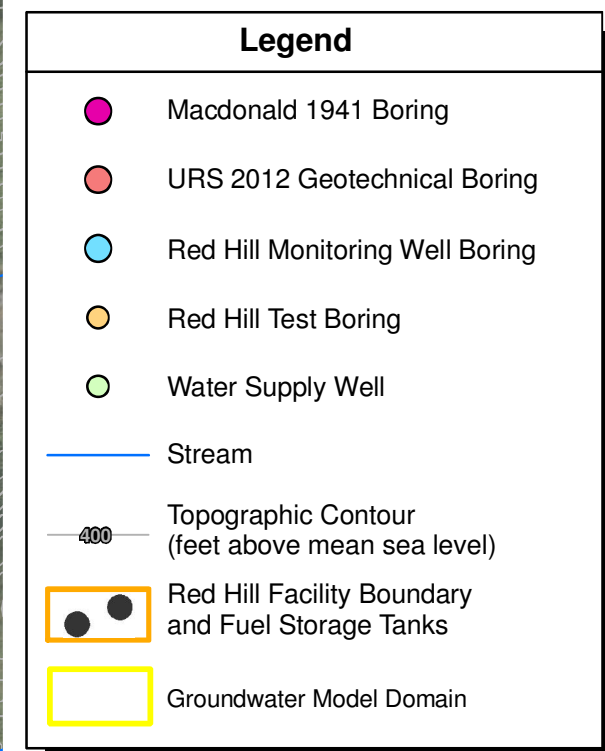 Legend
Macdonald 1941 Boring
URS 2012 Geotechnical Boring
Red Hill Monitoring Well Boring
Red Hill Test Boring
Water Supply Well
Stream
400
Topographic Contour
(feet above mean sea level)
Red Hill Facility Boundary
and Fuel Storage Tanks
Groundwater Model Domain